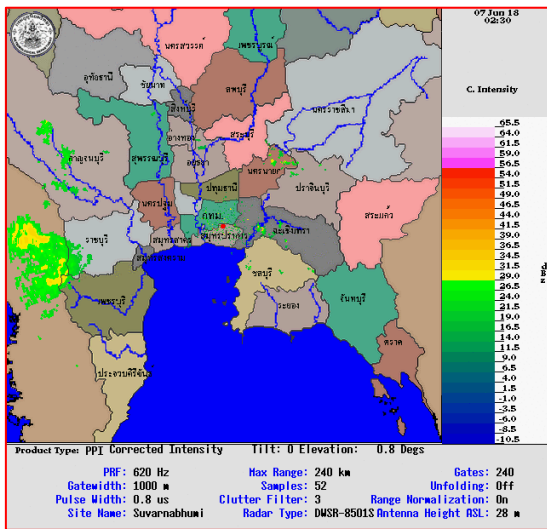 07 Jun 18
02:30
C. Intensity
65.5
64.0
60.0
56.5
54.0
51.5
49.0
46.5
44.0
41.5
39.0
36.5
34.0
31.5
29.0
26.5
24.0
21.5
19.0
16.5
14.0
11.5
9.0
6.5
4.0
1.5
-1.0
-3.5
-6.0
-8.5
-10.5
นครสวรรค์
เพชรบูรณ์
อุทัยธานี
ชัยนาท
ลพบุรี
สิงห์บุรี
นครราชสีมา
อ่างทอง
สระบุรี
กาญจนบุรี
สุพรรณบุรี
อยุธยา
นครนายก
ปราจีนบุรี
ปทุมธานี
นครปฐม
กทม.
สระแก้ว
ราชบุรี
สมุทรสาคร
สมุทรปราการ
ฉะเชิงเทรา
สมุทรสงคราม
ชลบุรี
เพชรบุรี
ระยอง
จันทบุรี
ตราด
ประจวบคีรีขันธ์
Product Type: PPI Corrected Intensity Tilt: 0 Elevation: 0.8 Degs
PRF: 620 Hz Max Range: 240 km Gates: 240
Gatewidth: 1000 m Samples: 52 Unfolding: Off
Pulse Width: 0.8 us Clutter Filter: 3 Range Normalization: On
Site Name: Suvarnabhumi Radar Type: DWSR-8501S Antenna Height ASL: 28 m